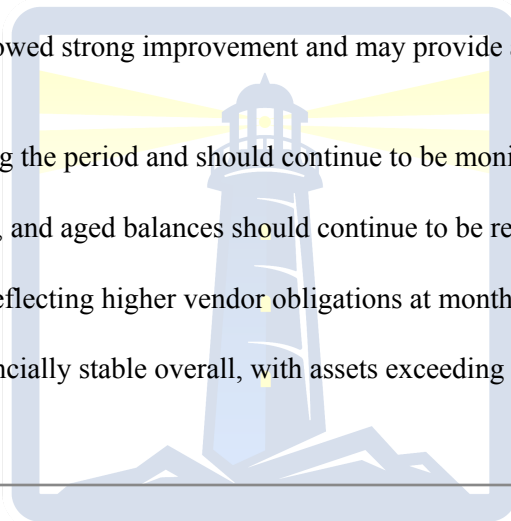 owed strong improvement and may provide
g the period and should continue to be moni
, and aged balances should continue to be re
eflecting higher vendor obligations at month
ncially stable overall, with assets exceeding